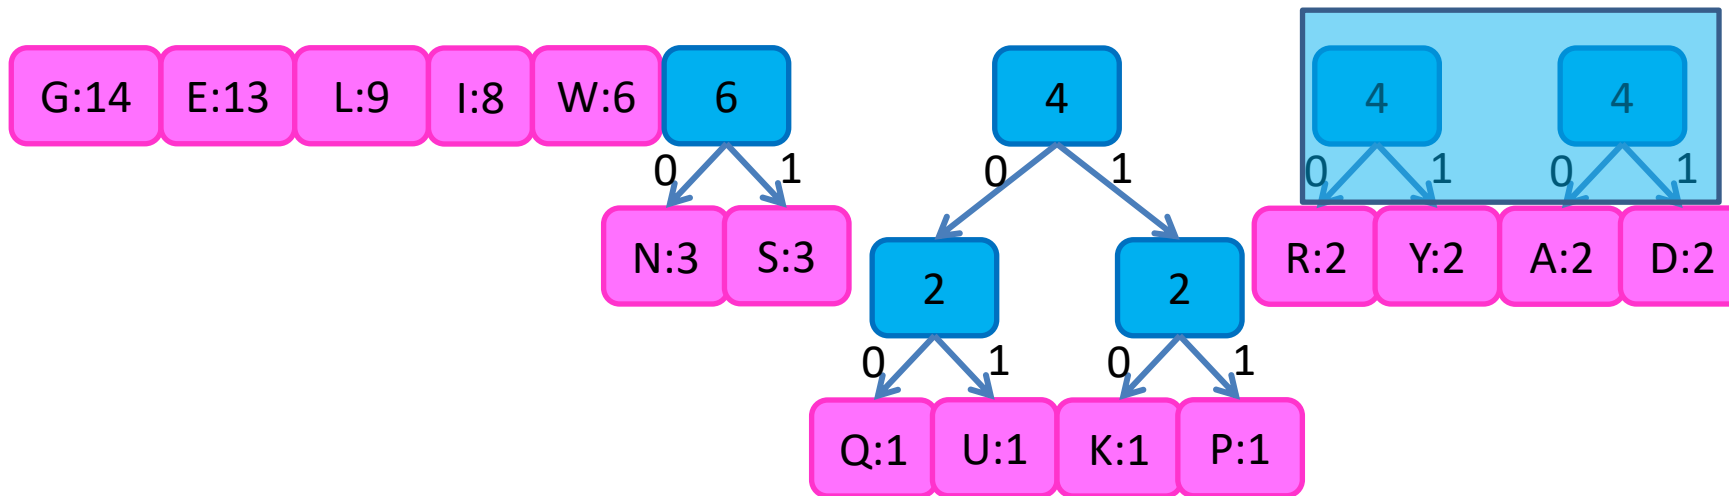 G:14 E:13 L:9 I:8 W:6 6 4 4 4
0 1 0 1 0 1 0 1
N:3 S:3 2 2 R:2 Y:2 A:2 D:2
0 1 0 1
Q:1 U:1 K:1 P:1